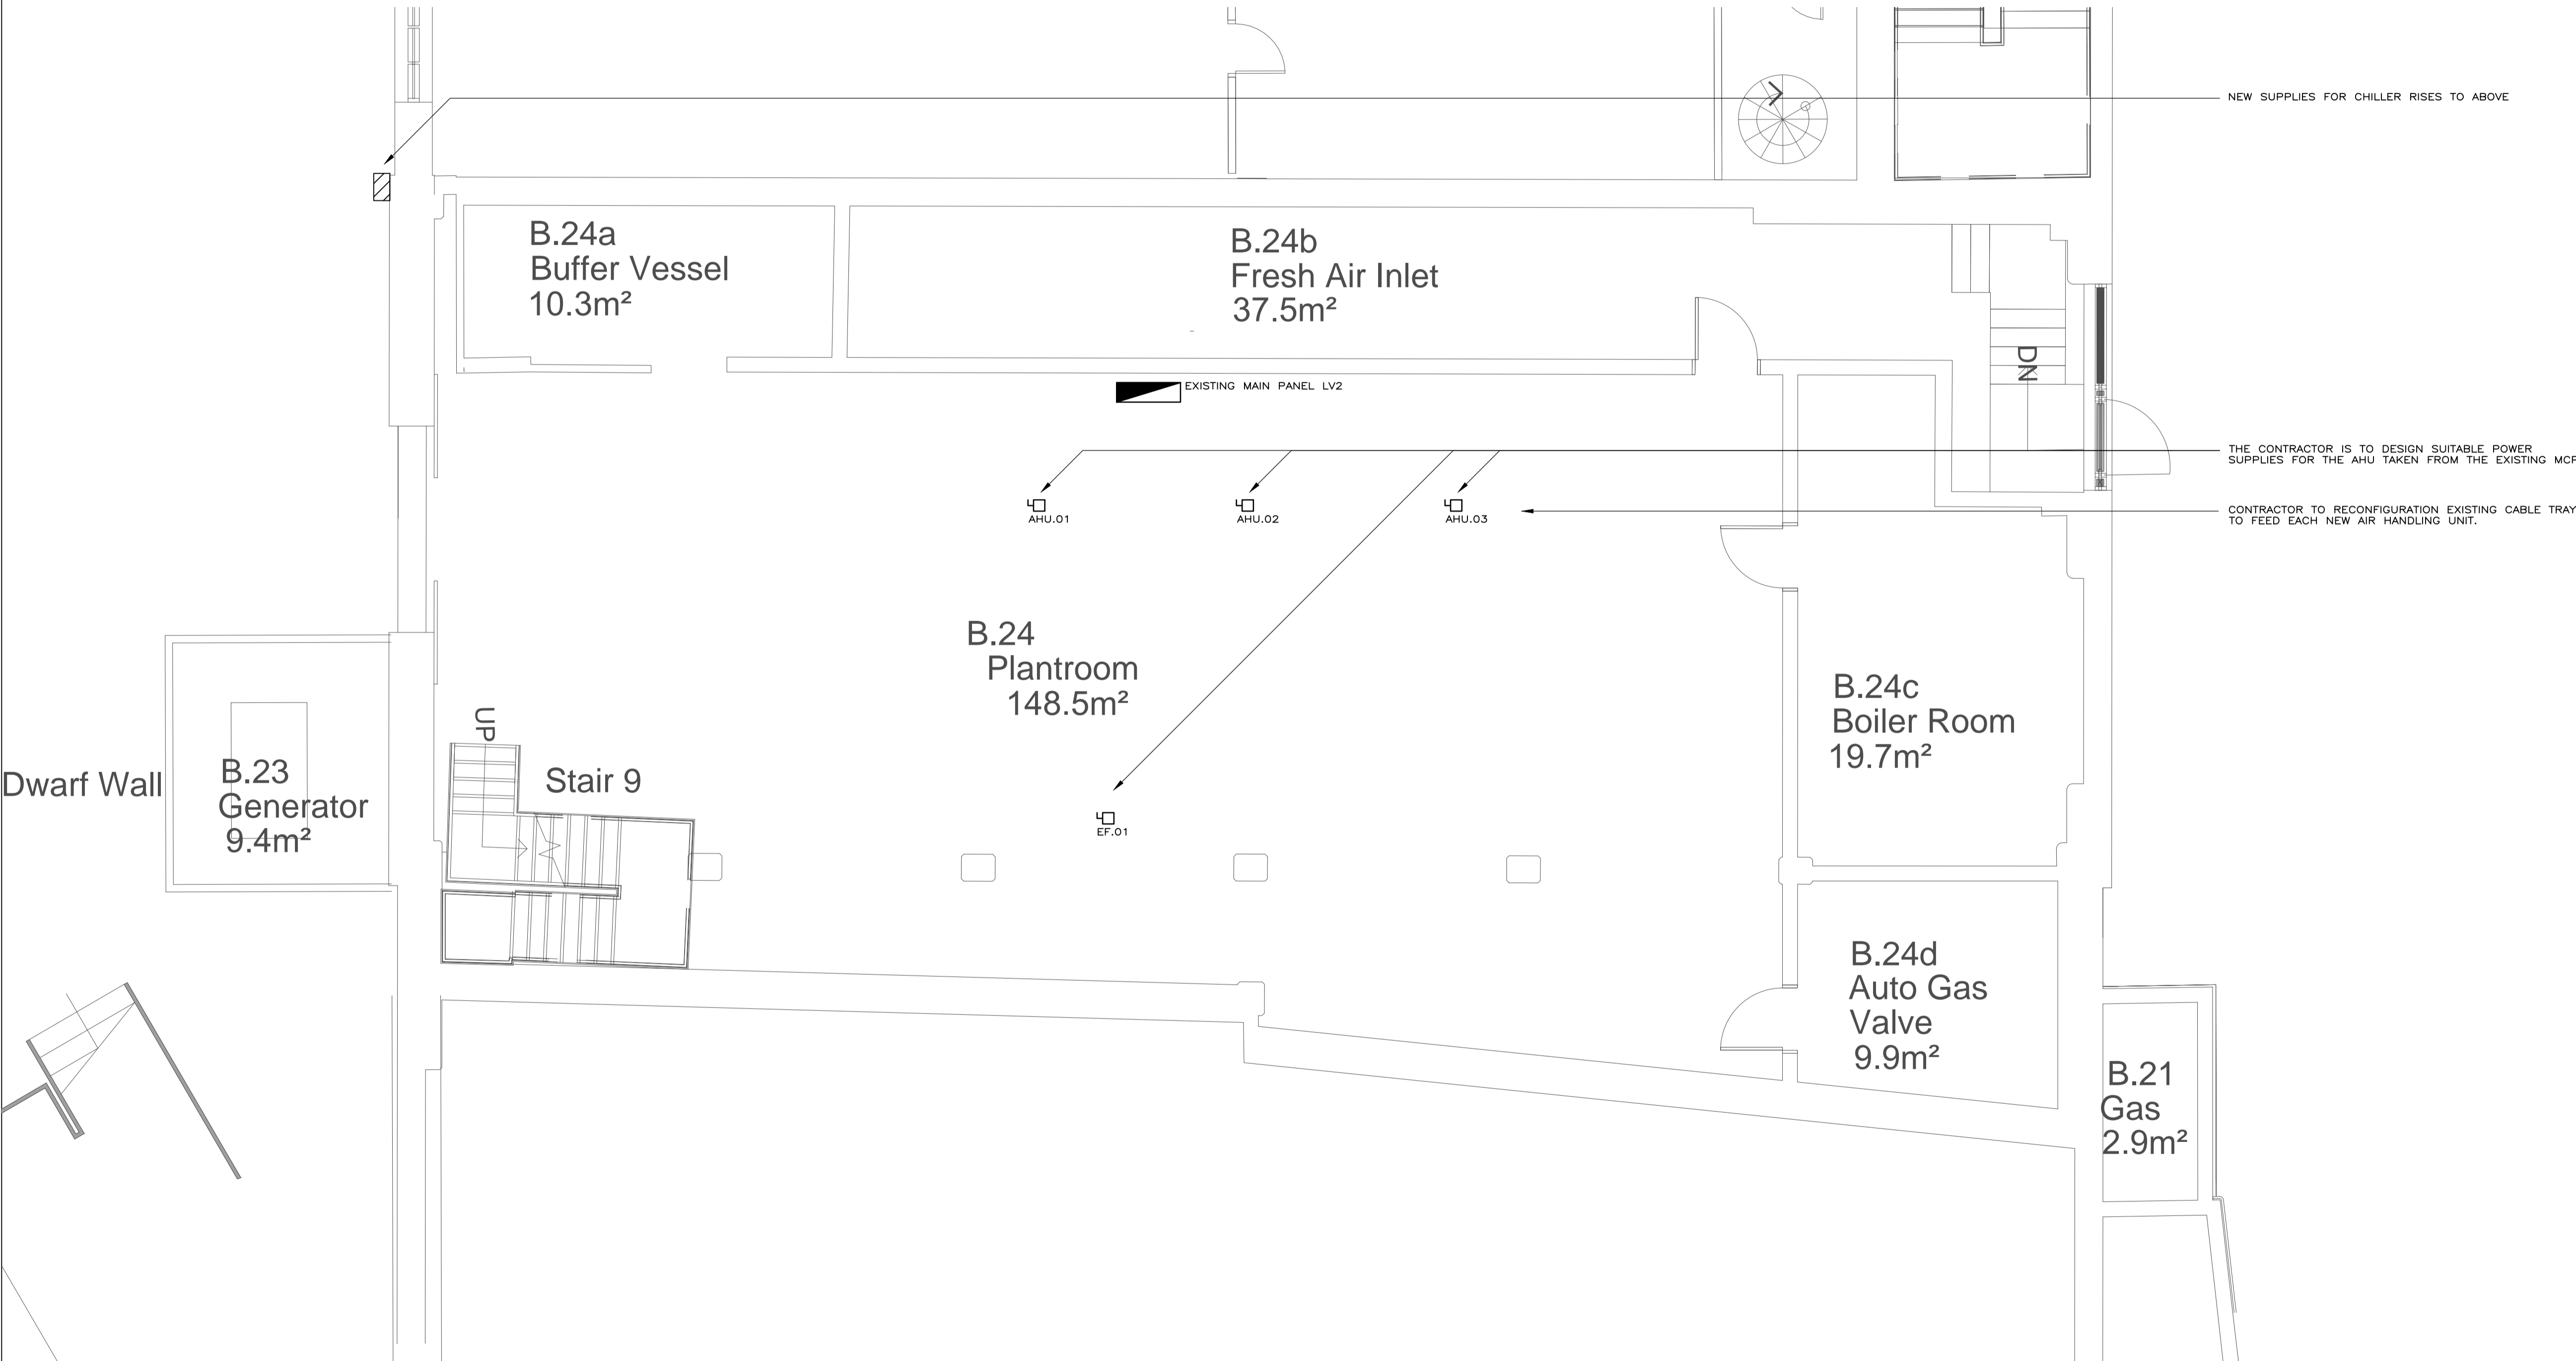 NEW SUPPLIES FOR CHILLER RISES TO ABOVE
B.24a
Buffer Vessel
10.3m²
B.24b
Fresh Air Inlet
37.5m²
DN
EXISTING MAIN PANEL LV2
THE CONTRACTOR IS TO DESIGN SUITABLE POWER
SUPPLIES FOR THE AHU TAKEN FROM THE EXISTING
AHU.01
AHU.02
AHU.03
CONTRACTOR TO RECONFIGURATION EXISTING CABLE TRAY
TO FEED EACH NEW AIR HANDLING UNIT.
B.24
Plantroom
148.5m²
B.24c
Boiler Room
19.7m²
UP
Stair 9
Dwarf Wall
B.23
Generator
9.4m²
EF.01
B.24d
Auto Gas
Valve
9.9m²
B.21
Gas
2.9m²